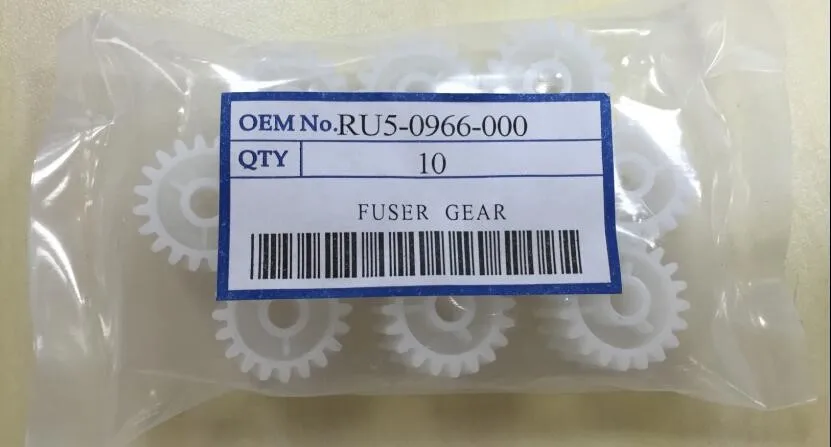 OEM No. RU5-0966-000
QTY 10
FUSER GEAR